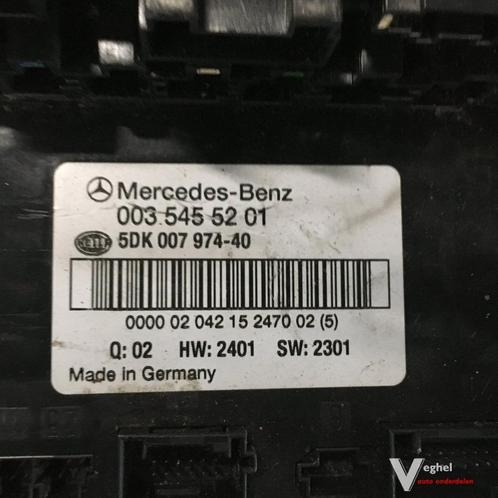 Mercedes-Benz
003 545 52 01
HELLA 5DK 007 974-40
0000 02 042 15 2470 02 (5)
Q: 02 HW: 2401 SW: 2301
Made in Germany
Veghel
auto onderdelen